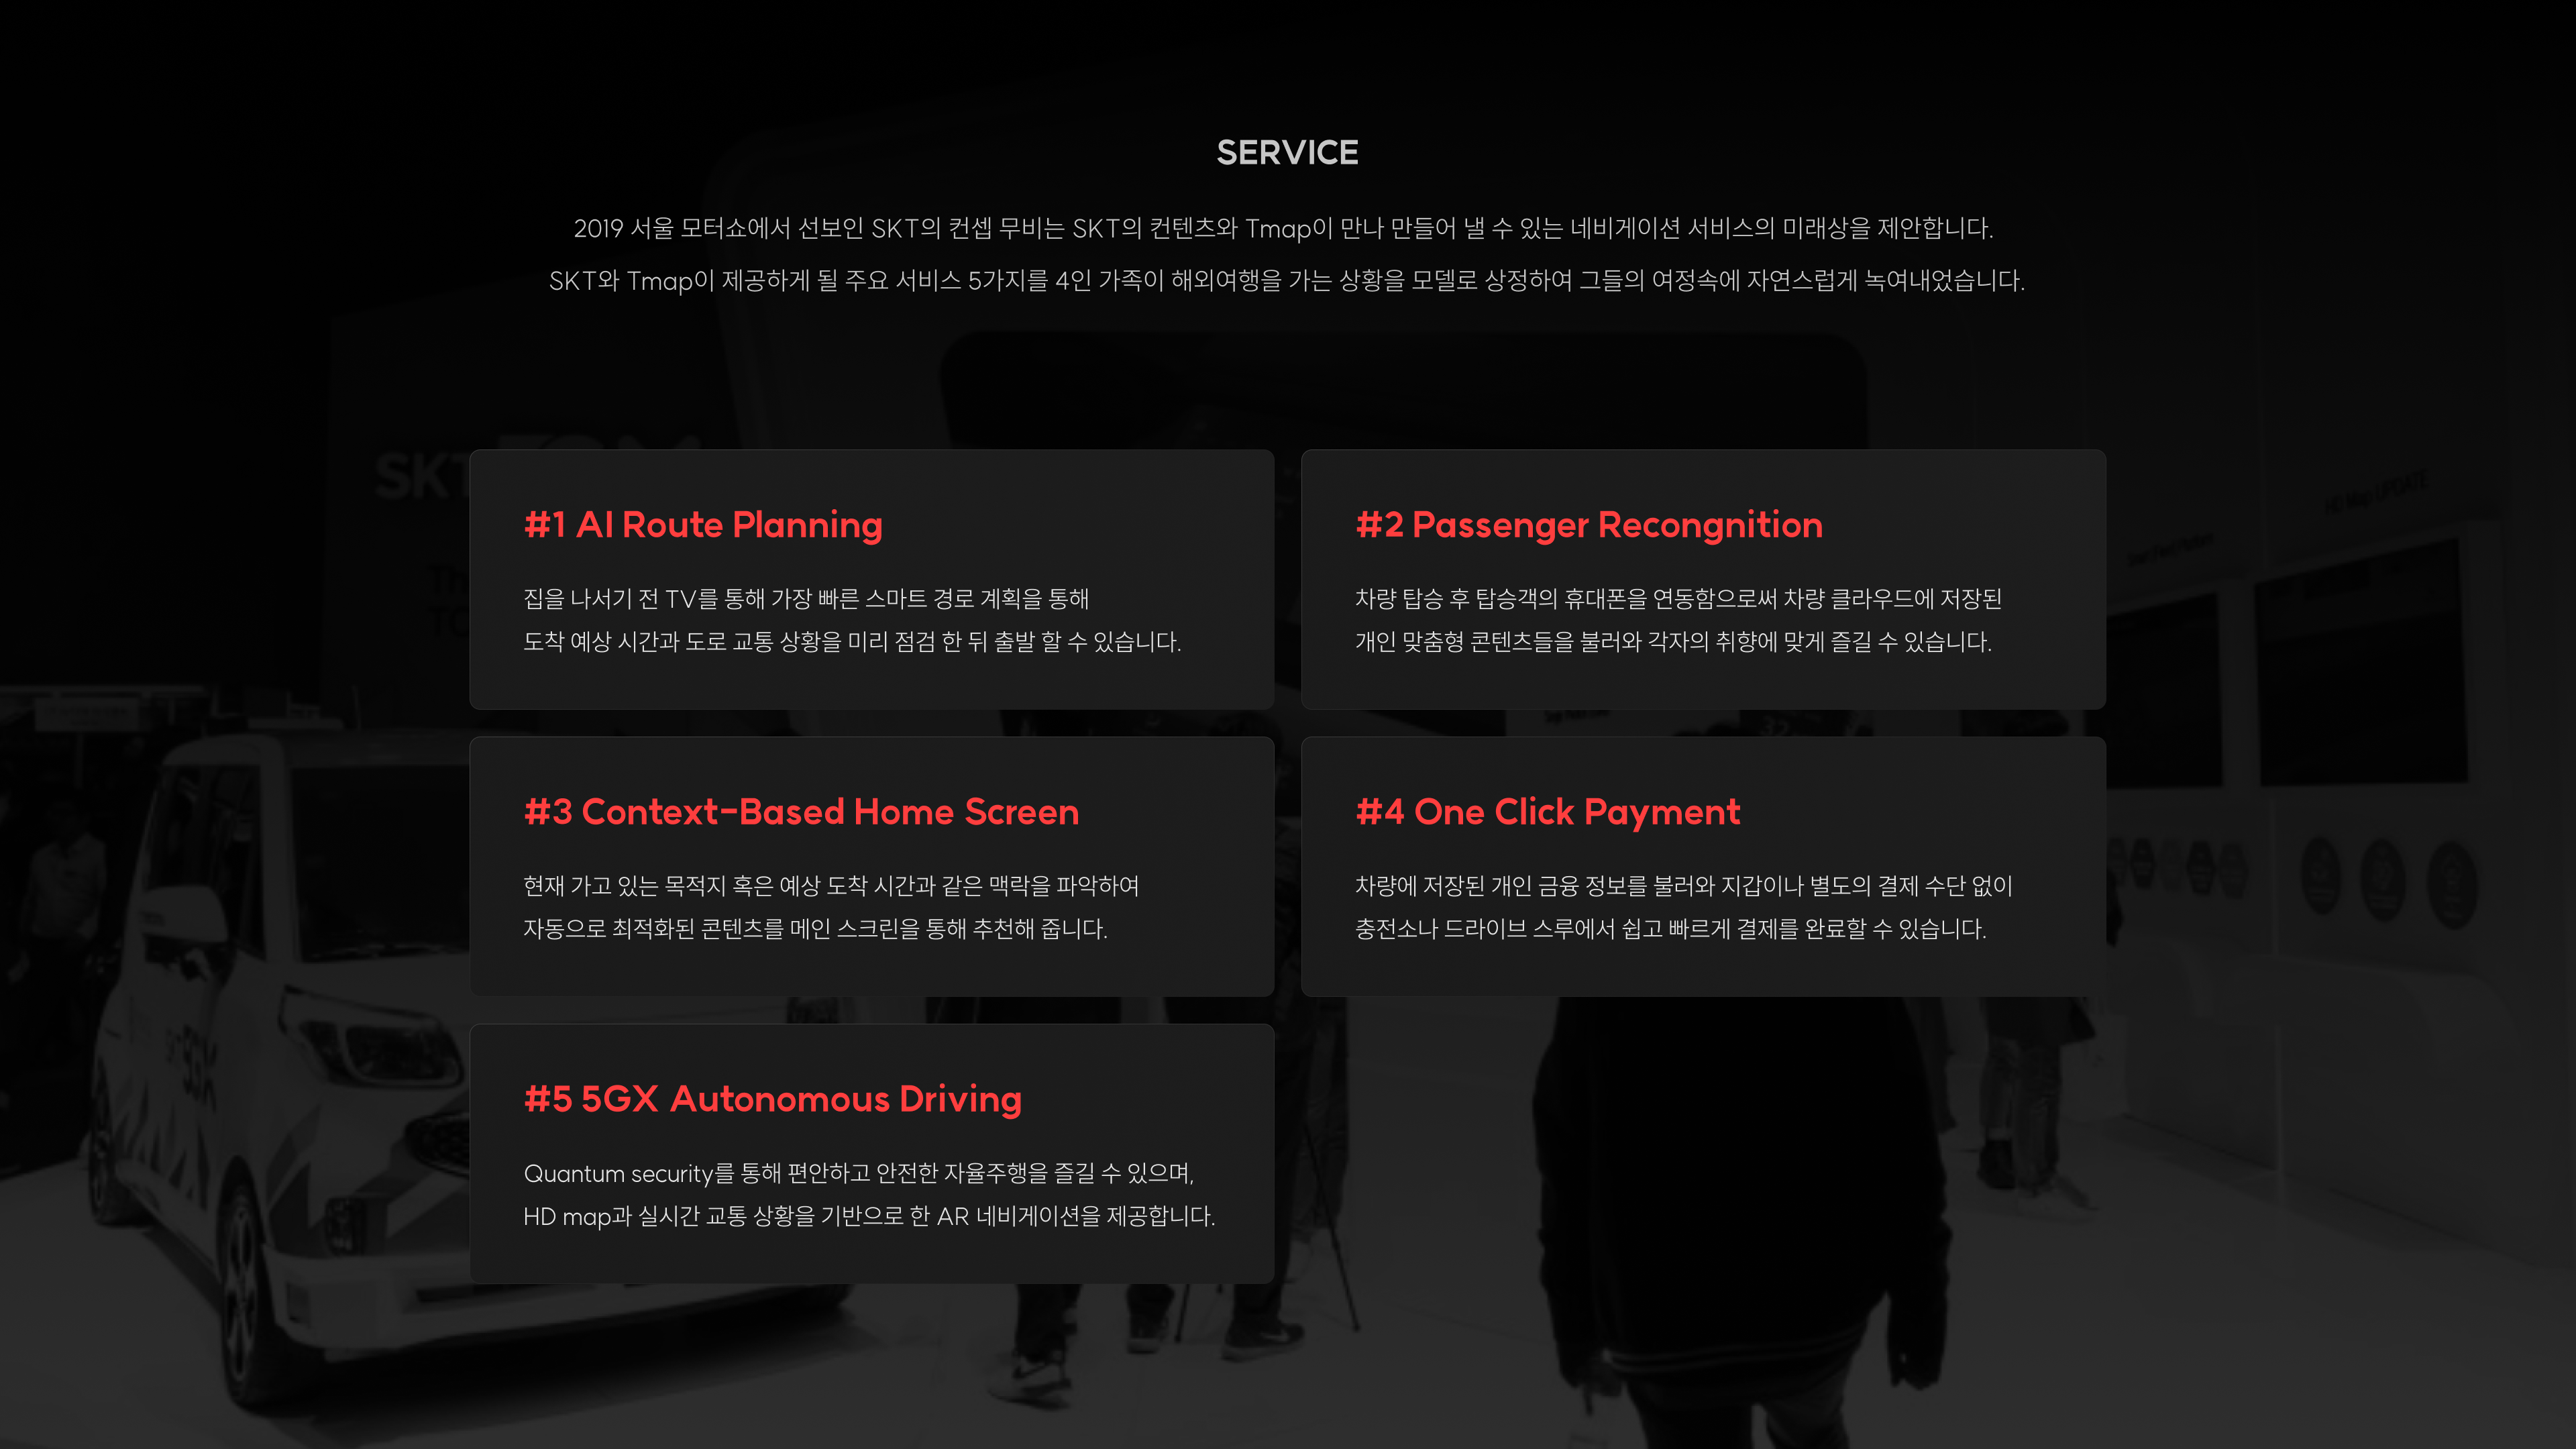 SERVICE
2019 서울 모터쇼에서 선보인 SKT의 컨셉 무비는 SKT의 컨텐츠와 Tmap이 만나 만들어 낼 수 있는 네비게이션 서비스의 미래상을 제안합니다.
SKT와 Tmap이 제공하게 될 주요 서비스 5가지를 4인 가족이 해외여행을 가는 상황을 모델로 상정하여 그들의 여정속에 자연스럽게 녹여내었습니다.
SKT
#1 AI Route Planning
집을 나서기 전 TV를 통해 가장 빠른 스마트 경로 계획을 통해
도착 예상 시간과 도로 교통 상황을 미리 점검 한 뒤 출발 할 수 있습니다.
#2 Passenger Recongnition
차량 탑승 후 탑승객의 휴대폰을 연동함으로써 차량 클라우드에 저장된
개인 맞춤형 콘텐츠들을 불러와 각자의 취향에 맞게 즐길 수 있습니다.
HD Map UPDATE
#3 Context-Based Home Screen
현재 가고 있는 목적지 혹은 예상 도착 시간과 같은 맥락을 파악하여
자동으로 최적화된 콘텐츠를 메인 스크린을 통해 추천해 줍니다.
#4 One Click Payment
차량에 저장된 개인 금융 정보를 불러와 지갑이나 별도의 결제 수단 없이
충전소나 드라이브 스루에서 쉽고 빠르게 결제를 완료할 수 있습니다.
#5 5GX Autonomous Driving
Quantum security를 통해 편안하고 안전한 자율주행을 즐길 수 있으며,
HD map과 실시간 교통 상황을 기반으로 한 AR 네비게이션을 제공합니다.